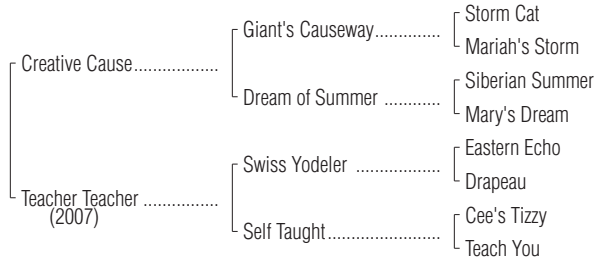 Storm Cat
Giant's Causeway..............
Mariah's Storm
Creative Cause..................
Siberian Summer
Dream of Summer ............
Mary's Dream
Eastern Echo
Swiss Yodeler ..................
Drapeau
Teacher Teacher ................
(2007)
Cee's Tizzy
Self Taught........................
Teach You